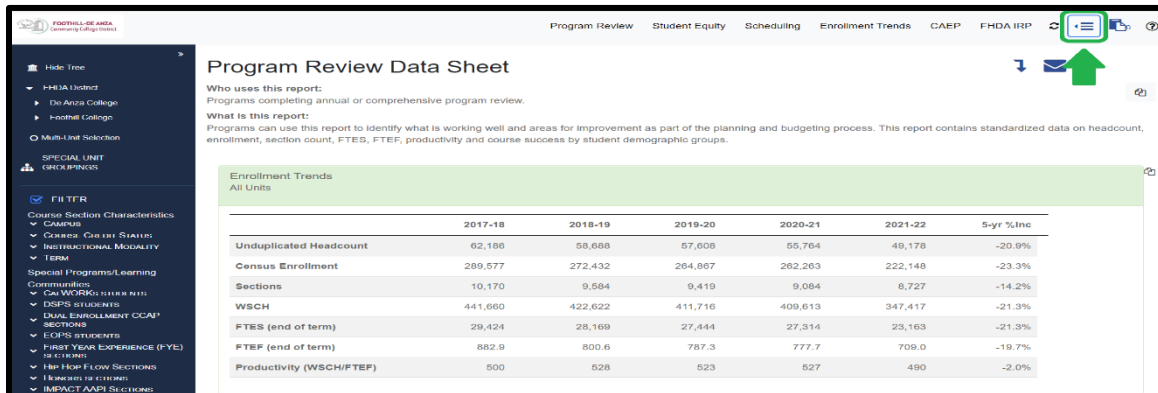 FOOTHILL-DE ANZA
Community College District
Program Review Student Equity Scheduling Enrollment Trends CAEP FHDA IRP
»
Hide Tree
FHDA District
De Anza College
Foothill College
Multi-Unit Selection
SPECIAL UNIT
GROUPINGS
FILTER
Course Section Characteristics
CAMPUS
COURSE CREDIT STATUS
INSTRUCTIONAL MODALITY
TERM
Special Programs/Learning
Communities
CALWORKS STUDENTS
DSPS STUDENTS
DUAL ENROLLMENT CCAP
SECTIONS
EOPS STUDENTS
FIRST YEAR EXPERIENCE (FYE)
SECTIONS
HIP HOP FLOW SECTIONS
HONORS SECTIONS
IMPACT AAPI SECTIONS
Program Review Data Sheet
Who uses this report:
Programs completing annual or comprehensive program review.
What is this report:
Programs can use this report to identify what is working well and areas for improvement as part of the planning and budgeting process. This report contains standardized data on headcount,
enrollment, section count, FTES, FTEF, productivity and course success by student demographic groups.
Enrollment Trends
All Units
2017-18 2018-19 2019-20 2020-21 2021-22 5-yr %Inc
Unduplicated Headcount 62,186 58,688 57,608 55,764 49,178 -20.9%
Census Enrollment 289,577 272,432 264,867 262,263 222,148 -23.3%
Sections 10,170 9,584 9,419 9,084 8,727 -14.2%
WSCH 441,660 422,622 411,716 409,613 347,417 -21.3%
FTES (end of term) 29,424 28,169 27,444 27,314 23,163 -21.3%
FTEF (end of term) 882.9 800.6 787.3 777.7 709.0 -19.7%
Productivity (WSCH/FTEF) 500 528 523 527 490 -2.0%